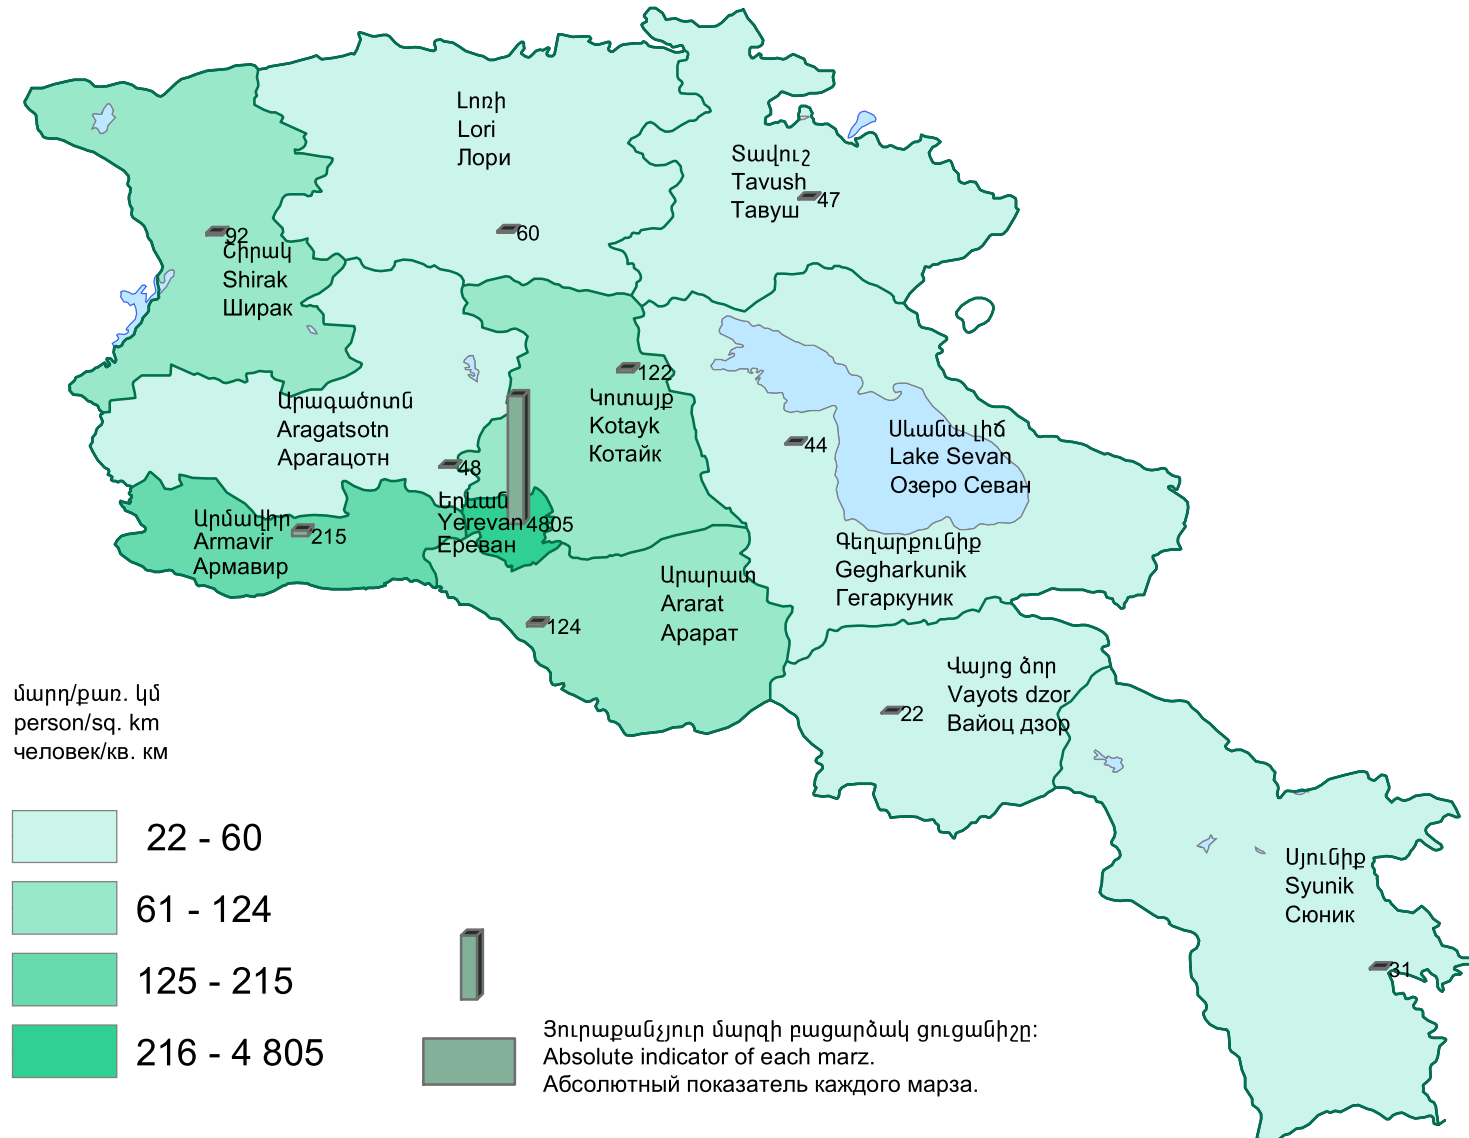 Լոռի
Lori
Лори
60
Տավուշ
Tavush
Тавуш
47
92
Շիրակ
Shirak
Ширак
Արագածոտն
Aragatsotn
Арагацотн
48
122
Կոտայք
Kotayk
Котайк
44
Սևանա լիճ
Lake Sevan
Озеро Севан
Արմավիր
Armavir
Армавир
215
Երևան
Yerevan
Ереван
4805
Գեղարքունիք
Gegharkunik
Гегаркуник
Արարատ
Ararat
Арарат
124
Վայոց ձոր
Vayots dzor
Вайоц дзор
22
Սյունիք
Syunik
Сюник
31
մարդ/քառ. կմ
person/sq. km
человек/кв. км
22 - 60
61 - 124
125 - 215
216 - 4 805
Յուրաքանչյուր մարզի բացարձակ ցուցանիշը:
Absolute indicator of each marz.
Абсолютный показатель каждого марза.